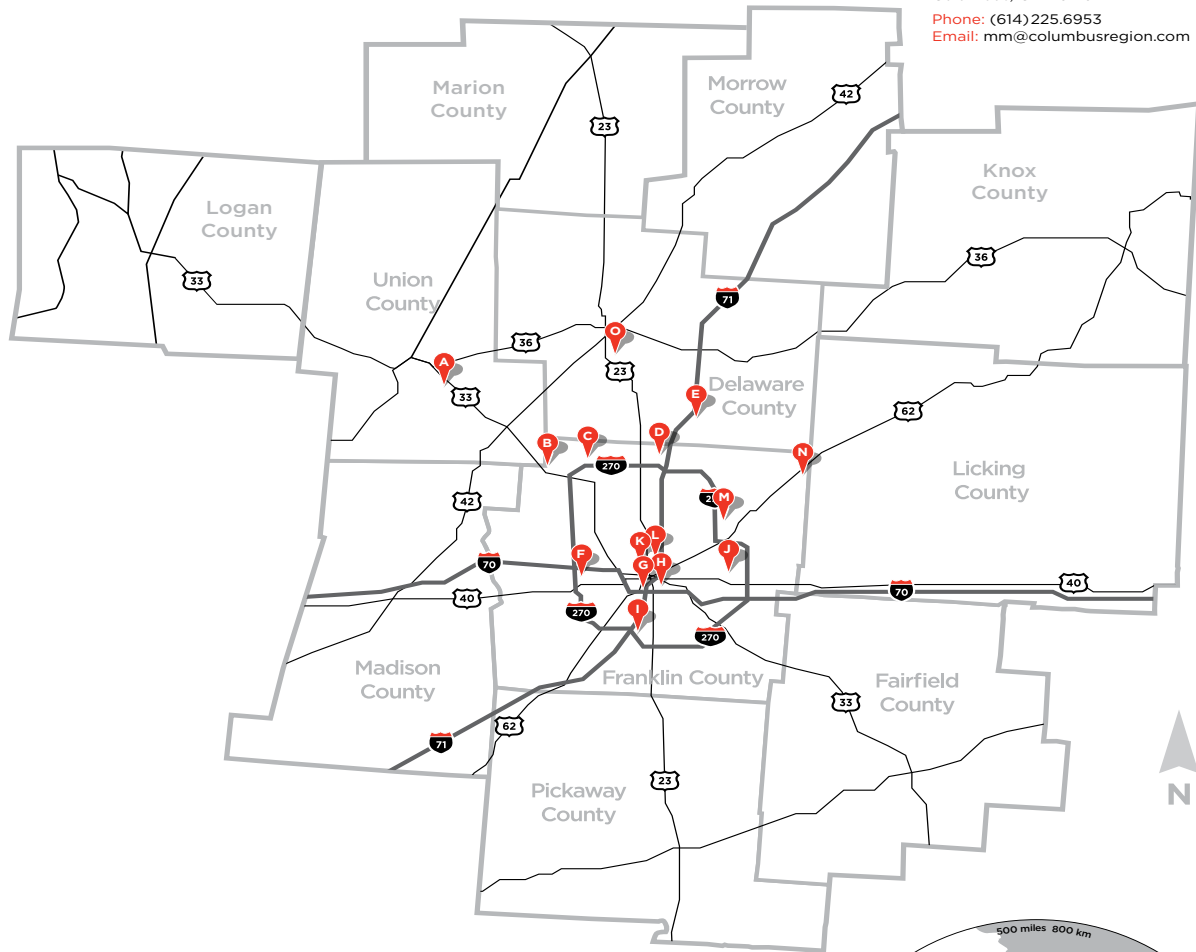 Phone: (614)225.6953
Email: mm@columbusregion.com
Marion
County
Morrow
County
42
23
Knox
County
Logan
County
33
Union
County
36
71
O
A
36
23
33
E
Delaware
County
62
B
C
D
N
270
Licking
County
42
M
K
L
F
70
G
H
J
40
70
40
270
I
270
Madison
County
Franklin County
Fairfield
County
33
62
71
23
N
Pickaway
County
500 miles 800 km